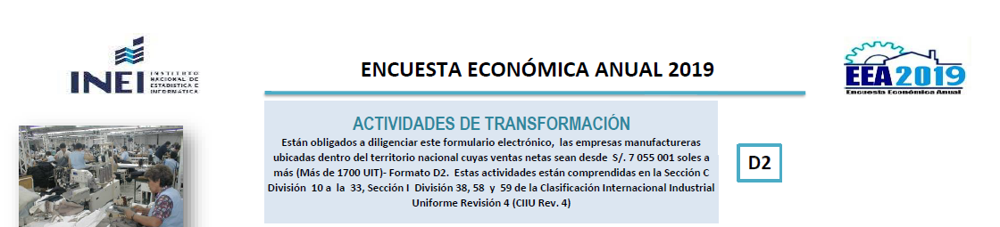 INEI
INSTITUTO
NACIONAL DE
ESTADÍSTICA E
INFORMÁTICA
ENCUESTA ECONÓMICA ANUAL 2019
EEA2019
Encuesta Económica Anual
ACTIVIDADES DE TRANSFORMACIÓN
Están obligados a diligenciar este formulario electrónico, las empresas manufactureras
ubicadas dentro del territorio nacional cuyas ventas netas sean desde S/. 7 055 001 soles a
más (Más de 1700 UIT)- Formato D2. Estas actividades están comprendidas en la Sección C
División 10 a la 33, Sección I División 38, 58 y 59 de la Clasificación Internacional Industrial
Uniforme Revisión 4 (CIIU Rev. 4)
D2